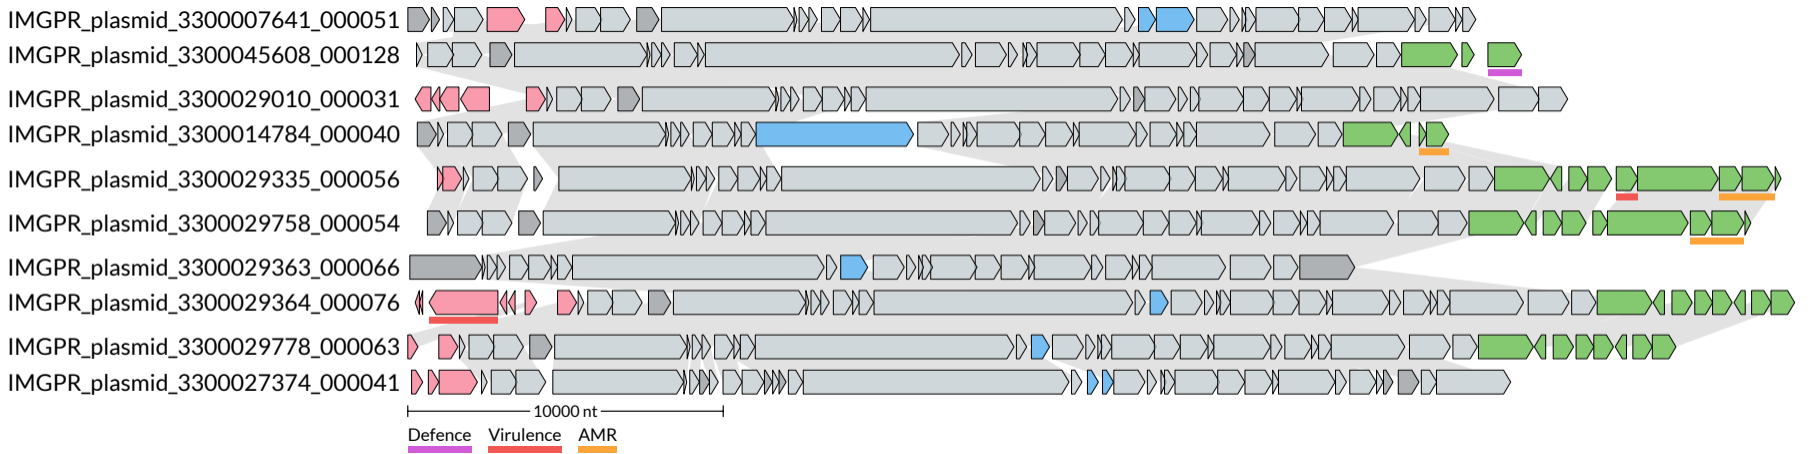 IMGPR_plasmid_3300007641_000051
IMGPR_plasmid_3300045608_000128
IMGPR_plasmid_3300029010_000031
IMGPR_plasmid_3300014784_000040
IMGPR_plasmid_3300029335_000056
IMGPR_plasmid_3300029758_000054
IMGPR_plasmid_3300029363_000066
IMGPR_plasmid_3300029364_000076
IMGPR_plasmid_3300029778_000063
IMGPR_plasmid_3300027374_000041
10000 nt
Defence Virulence AMR